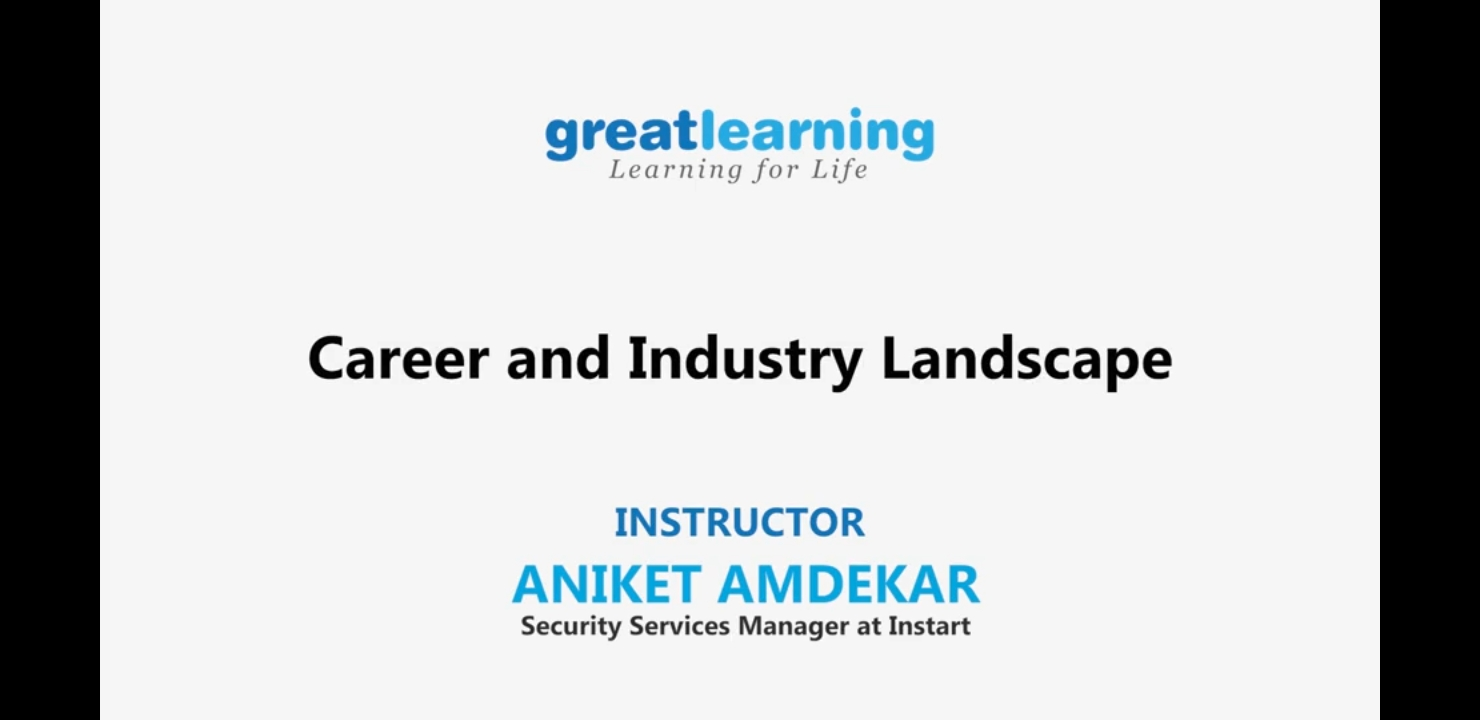 greatlearning
Learning for Life
Career and Industry Landscape
INSTRUCTOR
ANIKET AMDEKAR
Security Services Manager at Instart